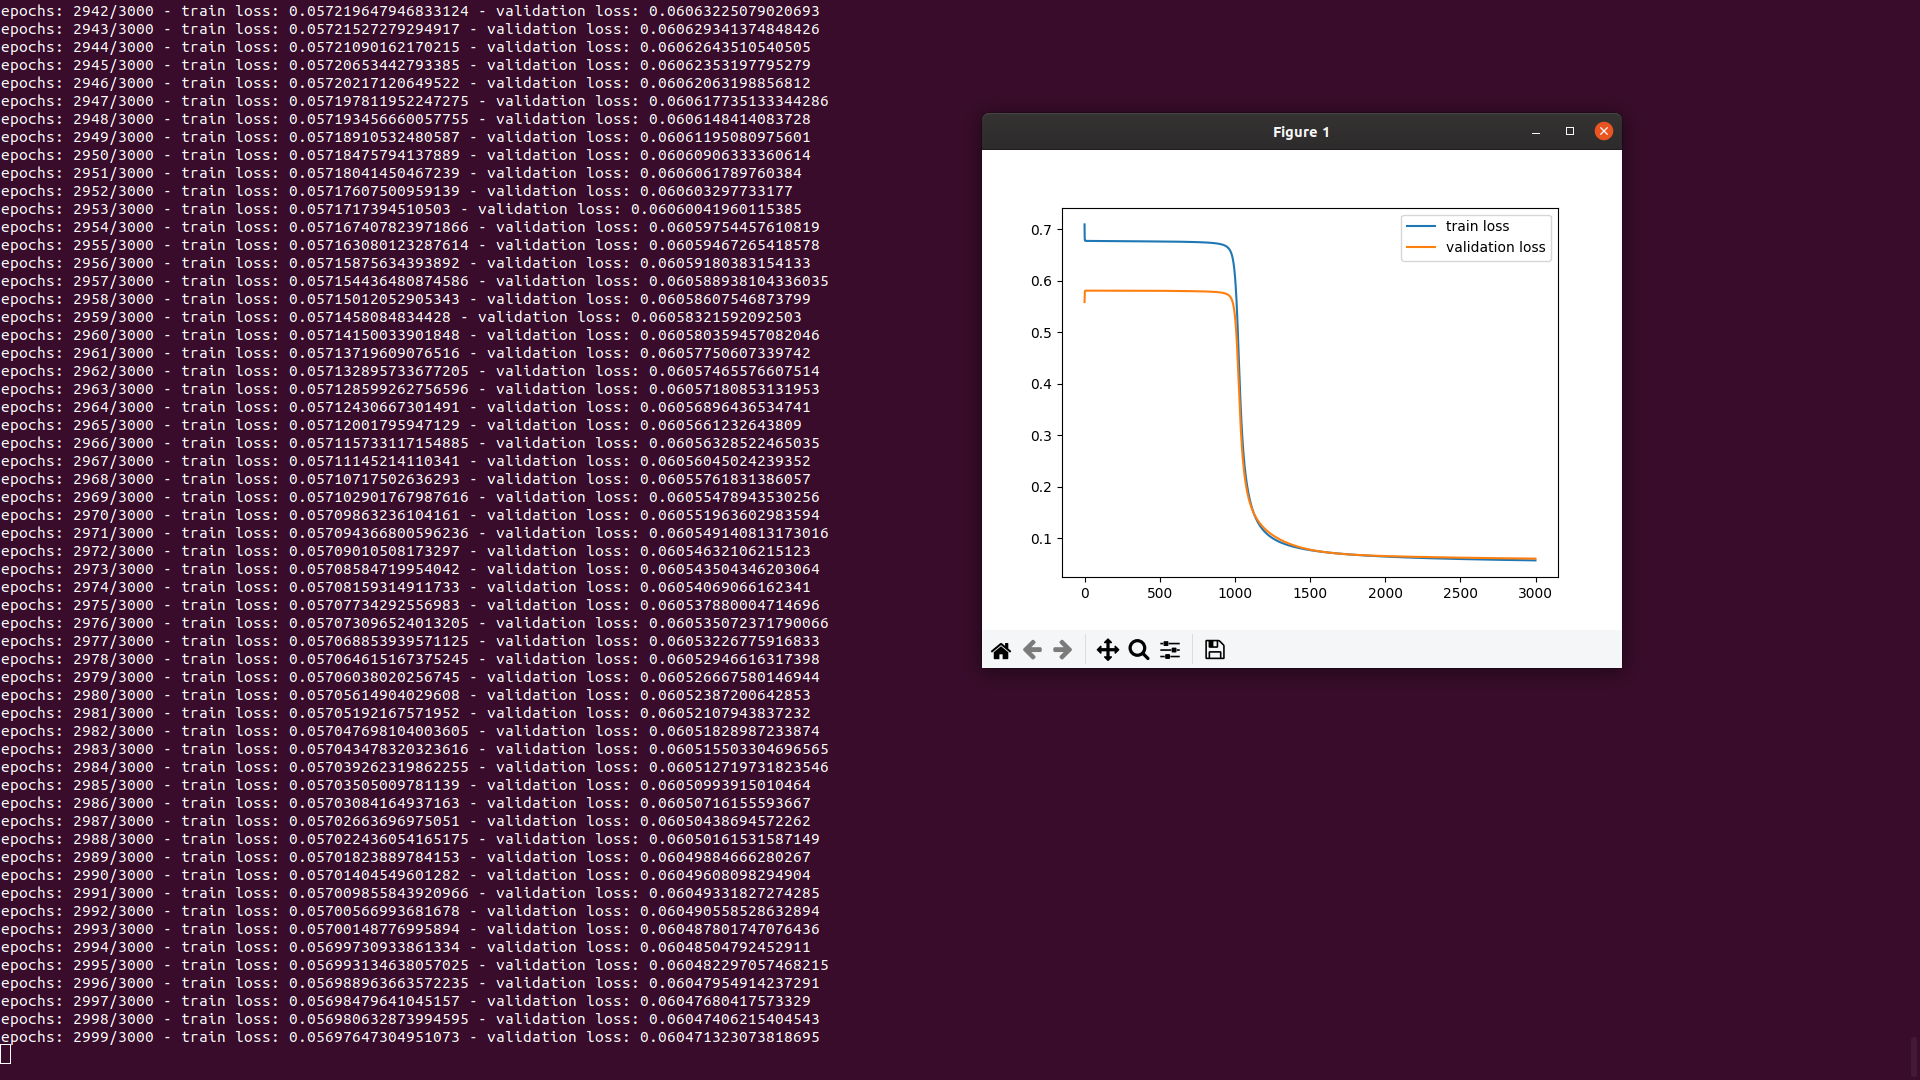 epochs: 2942/3000 - train loss: 0.057219647946833124 - validation loss: 0.06063225079020693
epochs: 2943/3000 - train loss: 0.05721527279294917 - validation loss: 0.060629341374848426
epochs: 2944/3000 - train loss: 0.05721090162170215 - validation loss: 0.06062643510540505
epochs: 2945/3000 - train loss: 0.05720653442793385 - validation loss: 0.06062353197795279
epochs: 2946/3000 - train loss: 0.05720217120649522 - validation loss: 0.06062063198856812
epochs: 2947/3000 - train loss: 0.057197811952247275 - validation loss: 0.060617735133344286
epochs: 2948/3000 - train loss: 0.057193456660057755 - validation loss: 0.0606148414083728
epochs: 2949/3000 - train loss: 0.05718910532480587 - validation loss: 0.06061195080975601
epochs: 2950/3000 - train loss: 0.05718475794137889 - validation loss: 0.06060906333360614
epochs: 2951/3000 - train loss: 0.05718041450467239 - validation loss: 0.0606061789760384
epochs: 2952/3000 - train loss: 0.05717607500959139 - validation loss: 0.060603297733177
epochs: 2953/3000 - train loss: 0.0571717394510503 - validation loss: 0.06060041960115385
epochs: 2954/3000 - train loss: 0.057167407823971866 - validation loss: 0.06059754457610819
epochs: 2955/3000 - train loss: 0.057163080123287614 - validation loss: 0.06059467265418578
epochs: 2956/3000 - train loss: 0.05715875634393892 - validation loss: 0.06059180383154133
epochs: 2957/3000 - train loss: 0.057154436480874586 - validation loss: 0.060588938104336035
epochs: 2958/3000 - train loss: 0.05715012052905343 - validation loss: 0.06058607546873799
epochs: 2959/3000 - train loss: 0.0571458084834428 - validation loss: 0.06058321592092503
epochs: 2960/3000 - train loss: 0.05714150033901848 - validation loss: 0.060580359457082046
epochs: 2961/3000 - train loss: 0.05713719609076516 - validation loss: 0.06057750607339742
epochs: 2962/3000 - train loss: 0.057132895733677205 - validation loss: 0.06057465576607514
epochs: 2963/3000 - train loss: 0.057128599262756596 - validation loss: 0.06057180853131953
epochs: 2964/3000 - train loss: 0.05712430667301491 - validation loss: 0.06056896436534741
epochs: 2965/3000 - train loss: 0.05712001795947129 - validation loss: 0.0605661232643809
epochs: 2966/3000 - train loss: 0.057115733117154885 - validation loss: 0.06056328522465035
epochs: 2967/3000 - train loss: 0.05711145214110341 - validation loss: 0.06056045024239352
epochs: 2968/3000 - train loss: 0.05710717502636293 - validation loss: 0.06055761831386057
epochs: 2969/3000 - train loss: 0.057102901767987616 - validation loss: 0.06055478943530256
epochs: 2970/3000 - train loss: 0.05709863236104161 - validation loss: 0.060551963602983594
epochs: 2971/3000 - train loss: 0.057094366800596236 - validation loss: 0.060549140813173016
epochs: 2972/3000 - train loss: 0.05709010508173297 - validation loss: 0.06054632106215123
epochs: 2973/3000 - train loss: 0.05708584719954042 - validation loss: 0.060543504346203064
epochs: 2974/3000 - train loss: 0.05708159314911733 - validation loss: 0.06054069066162341
epochs: 2975/3000 - train loss: 0.05707734292556983 - validation loss: 0.060537880004714696
epochs: 2976/3000 - train loss: 0.057073096524013205 - validation loss: 0.060535072371790066
epochs: 2977/3000 - train loss: 0.057068853939571125 - validation loss: 0.06053226775916833
epochs: 2978/3000 - train loss: 0.057064615167375245 - validation loss: 0.06052946616317398
epochs: 2979/3000 - train loss: 0.05706038020256745 - validation loss: 0.060526667580146944
epochs: 2980/3000 - train loss: 0.05705614904029608 - validation loss: 0.06052387200642853
epochs: 2981/3000 - train loss: 0.05705192167571952 - validation loss: 0.06052107943837232
epochs: 2982/3000 - train loss: 0.057047698104003605 - validation loss: 0.06051828987233874
epochs: 2983/3000 - train loss: 0.057043478320323616 - validation loss: 0.060515503304696565
epochs: 2984/3000 - train loss: 0.057039262319862255 - validation loss: 0.060512719731823546
epochs: 2985/3000 - train loss: 0.05703505009781139 - validation loss: 0.06050993915010464
epochs: 2986/3000 - train loss: 0.05703084164937163 - validation loss: 0.06050716155593667
epochs: 2987/3000 - train loss: 0.05702663696975051 - validation loss: 0.06050438694572262
epochs: 2988/3000 - train loss: 0.057022436054165175 - validation loss: 0.06050161531587149
epochs: 2989/3000 - train loss: 0.05701823889784153 - validation loss: 0.06049884666280267
epochs: 2990/3000 - train loss: 0.05701404549601282 - validation loss: 0.06049608098294904
epochs: 2991/3000 - train loss: 0.057009855843920966 - validation loss: 0.06049331827274285
epochs: 2992/3000 - train loss: 0.05700566993681678 - validation loss: 0.060490558528632894
epochs: 2993/3000 - train loss: 0.05700148776995894 - validation loss: 0.060487801747076436
epochs: 2994/3000 - train loss: 0.05699730933861334 - validation loss: 0.06048504792452911
epochs: 2995/3000 - train loss: 0.056993134638057025 - validation loss: 0.060482297057468215
epochs: 2996/3000 - train loss: 0.056988963663572235 - validation loss: 0.06047954914237291
epochs: 2997/3000 - train loss: 0.05698479641045157 - validation loss: 0.06047680417573329
epochs: 2998/3000 - train loss: 0.056980632873994595 - validation loss: 0.06047406215404543
epochs: 2999/3000 - train loss: 0.05697647304951073 - validation loss: 0.060471323073818695
Figure 1
train loss
validation loss
0.7
0.6
0.5
0.4
0.3
0.2
0.1
0 500 1000 1500 2000 2500 3000